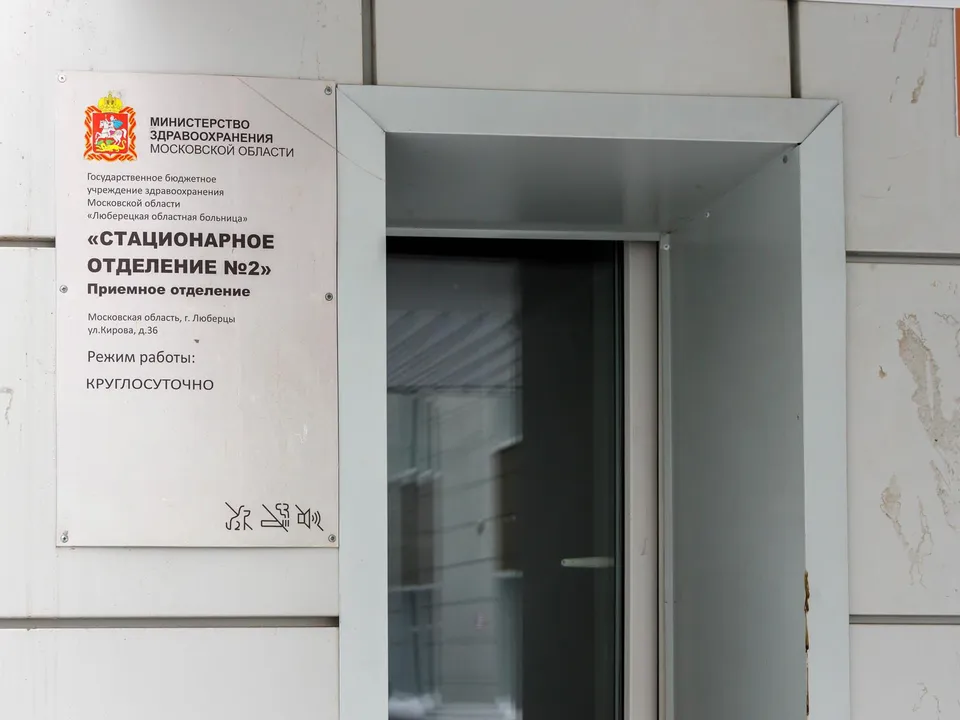 МИНИСТЕРСТВО
ЗДРАВООХРАНЕНИЯ
МОСКОВСКОЙ ОБЛАСТИ
Государственное бюджетное
учреждение здравоохранения
Московской области
«Люберецкая областная больница»
«СТАЦИОНАРНОЕ
ОТДЕЛЕНИЕ №2»
Приемное отделение
Московская область, г. Люберцы
ул.Кирова, д.36
Режим работы:
КРУГЛОСУТОЧНО